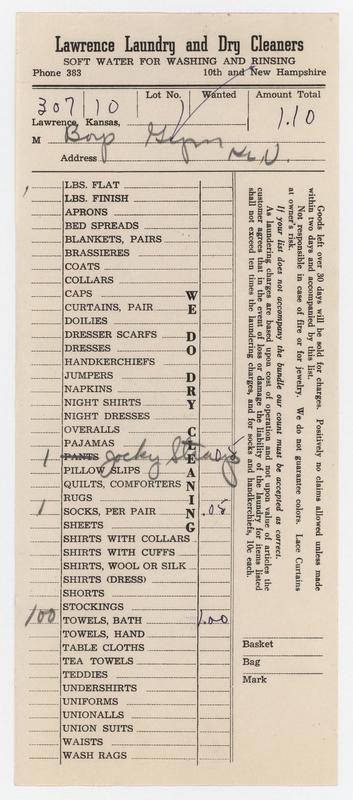 Lawrence Laundry and Dry Cleaners
SOFT WATER FOR WASHING AND RINSING
Phone 383 10th and New Hampshire
Lot No. Wanted Amount Total
307 10 1.10
Lawrence, Kansas,
M Boys Gym
Address K.U.
1 LBS. FLAT
LBS. FINISH
APRONS
BED SPREADS
BLANKETS, PAIRS
BRASSIERES
COATS
COLLARS
CAPS
CURTAINS, PAIR
DOILIES
DRESSER SCARFS
DRESSES
HANDKERCHIEFS
JUMPERS
NAPKINS
NIGHT SHIRTS
NIGHT DRESSES
OVERALLS
PAJAMAS
1 PANTS Jocky Strap .05
PILLOW SLIPS
QUILTS, COMFORTERS
RUGS
1 SOCKS, PER PAIR .05
SHEETS
SHIRTS WITH COLLARS
SHIRTS WITH CUFFS
SHIRTS, WOOL OR SILK
SHIRTS (DRESS)
SHORTS
STOCKINGS
100 TOWELS, BATH 1.00
TOWELS, HAND
TABLE CLOTHS
TEA TOWELS
TEDDIES
UNDERSHIRTS
UNIFORMS
UNIONALLS
UNION SUITS
WAISTS
WASH RAGS
WE DO DRY CLEANING
Goods left over 30 days will be sold for charges. Positively no claims allowed unless made
within two days and accompanied by this list.
Not responsible in case of fire or for jewelry. We do not guarantee colors. Lace Curtains
at owner's risk.
If your list does not accompany the bundle our count must be accepted as correct.
As laundering charges are based upon cost of operation and not upon value of articles the
customer agrees that in the event of loss or damage the liability of the laundry for items listed
shall not exceed ten times the laundering charges, and for socks and handkerchiefs, 10c each.
Basket
Bag
Mark